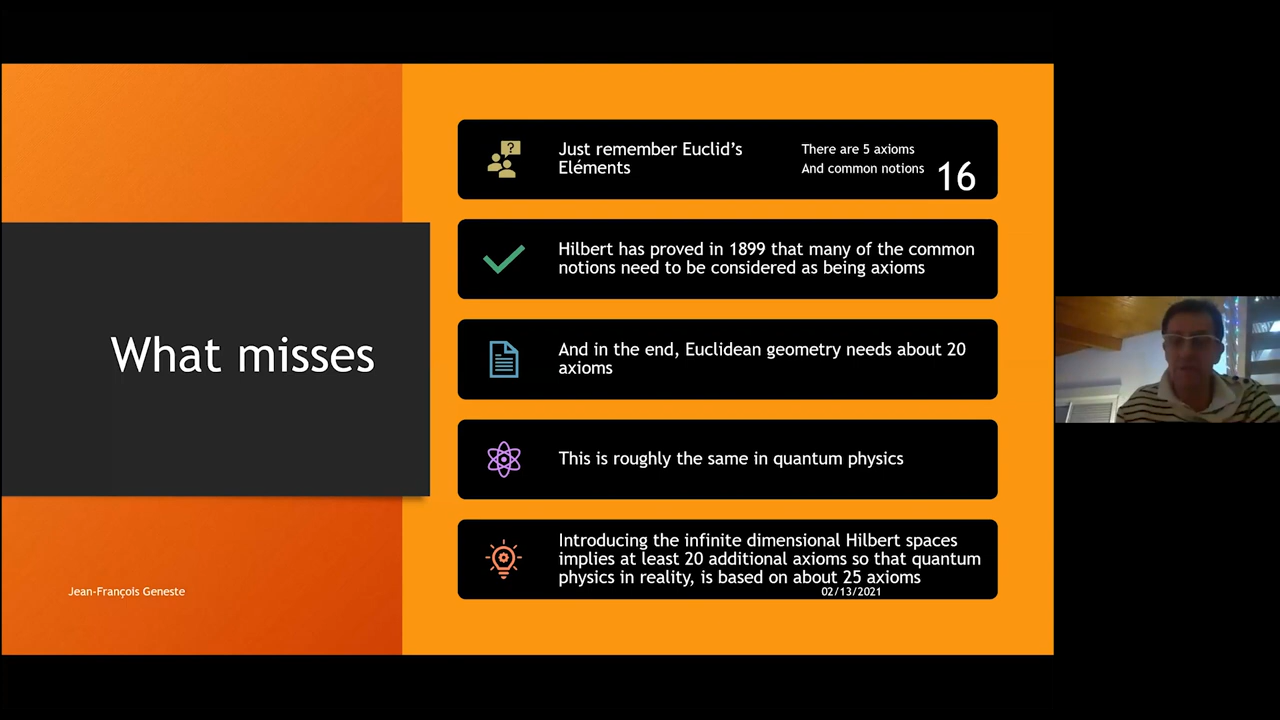 What misses
Jean-François Geneste
Just remember Euclid's
Eléments
There are 5 axioms
And common notions
16
Hilbert has proved in 1899 that many of the common
notions need to be considered as being axioms
And in the end, Euclidean geometry needs about 20
axioms
This is roughly the same in quantum physics
Introducing the infinite dimensional Hilbert spaces
implies at least 20 additional axioms so that quantum
physics in reality, is based on about 25 axioms
02/13/2021
?